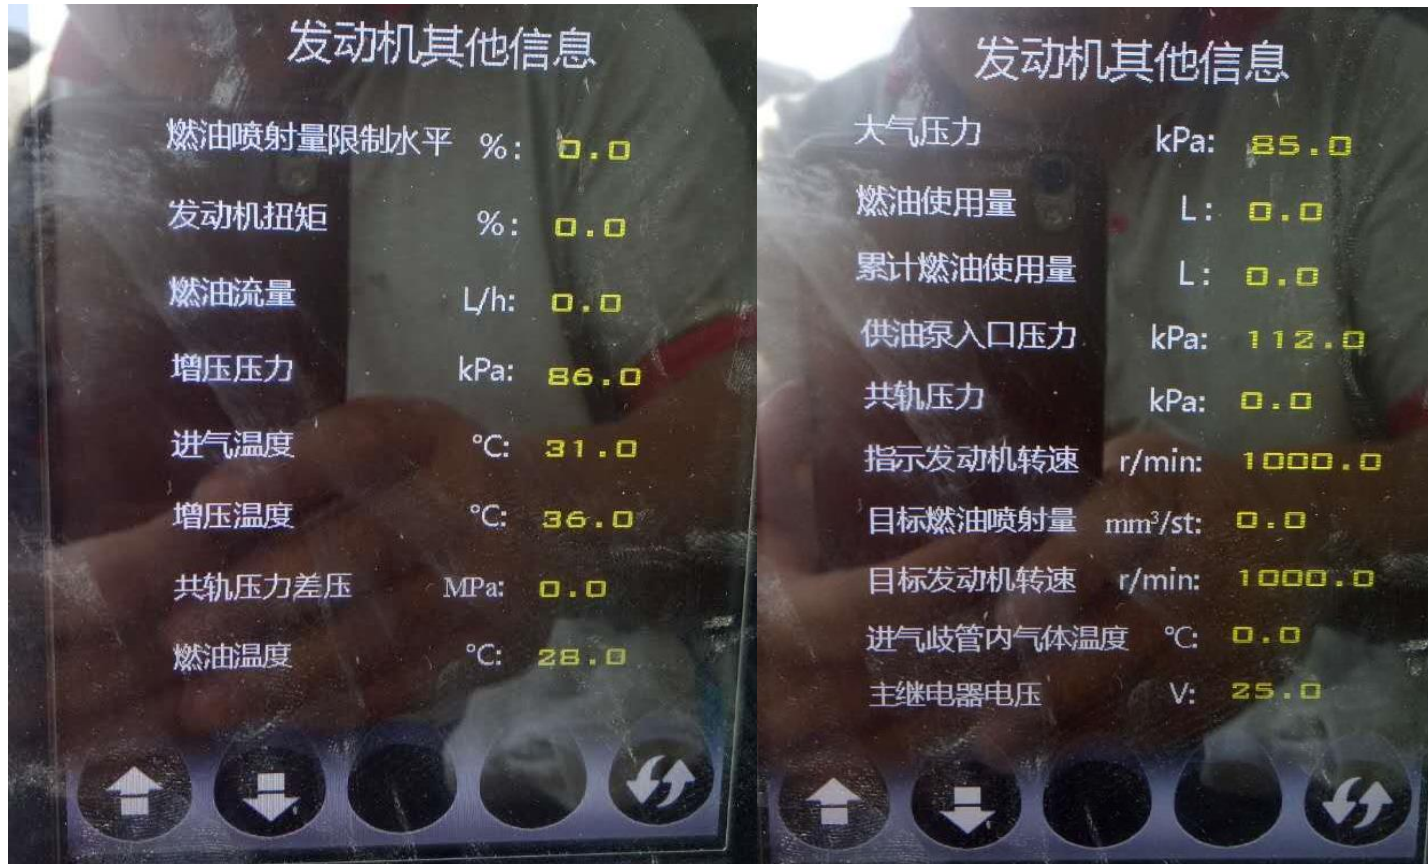 发动机其他信息
燃油喷射量限制水平 %: 0.0
发动机扭矩 %: 0.0
燃油流量 L/h: 0.0
增压压力 kPa: 86.0
进气温度 ℃: 31.0
增压温度 ℃: 36.0
共轨压力差压 MPa: 0.0
燃油温度 ℃: 28.0
发动机其他信息
大气压力 kPa: 85.0
燃油使用量 L: 0.0
累计燃油使用量 L: 0.0
供油泵入口压力 kPa: 112.0
共轨压力 kPa: 0.0
指示发动机转速 r/min: 1000.0
目标燃油喷射量 mm³/st: 0.0
目标发动机转速 r/min: 1000.0
进气歧管内气体温度 ℃: 0.0
主继电器电压 V: 25.0